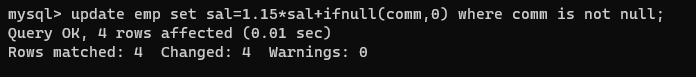 mysql> update emp set sal=1.15*sal+ifnull(comm,0) where comm is not null;
Query OK, 4 rows affected (0.01 sec)
Rows matched: 4  Changed: 4  Warnings: 0